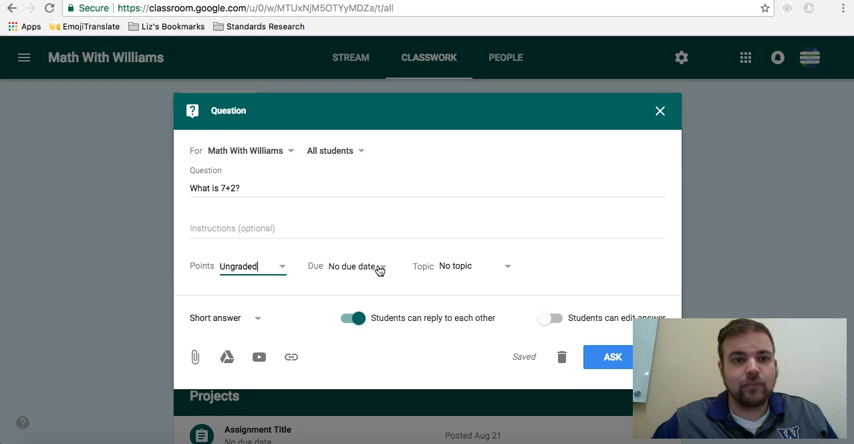 Secure https://classroom.google.com/u/0/w/MTUxNjM5OTYyMDZa/t/all
Apps EmojiTranslate Liz's Bookmarks Standards Research
Math With Williams STREAM CLASSWORK PEOPLE
Question
For Math With Williams All students
Question
What is 7+2?
Instructions (optional)
Points Ungraded Due No due date Topic No topic
Short answer Students can reply to each other Students can edit answer
Saved ASK
Projects
Assignment Title
No due date
Posted Aug 21
W